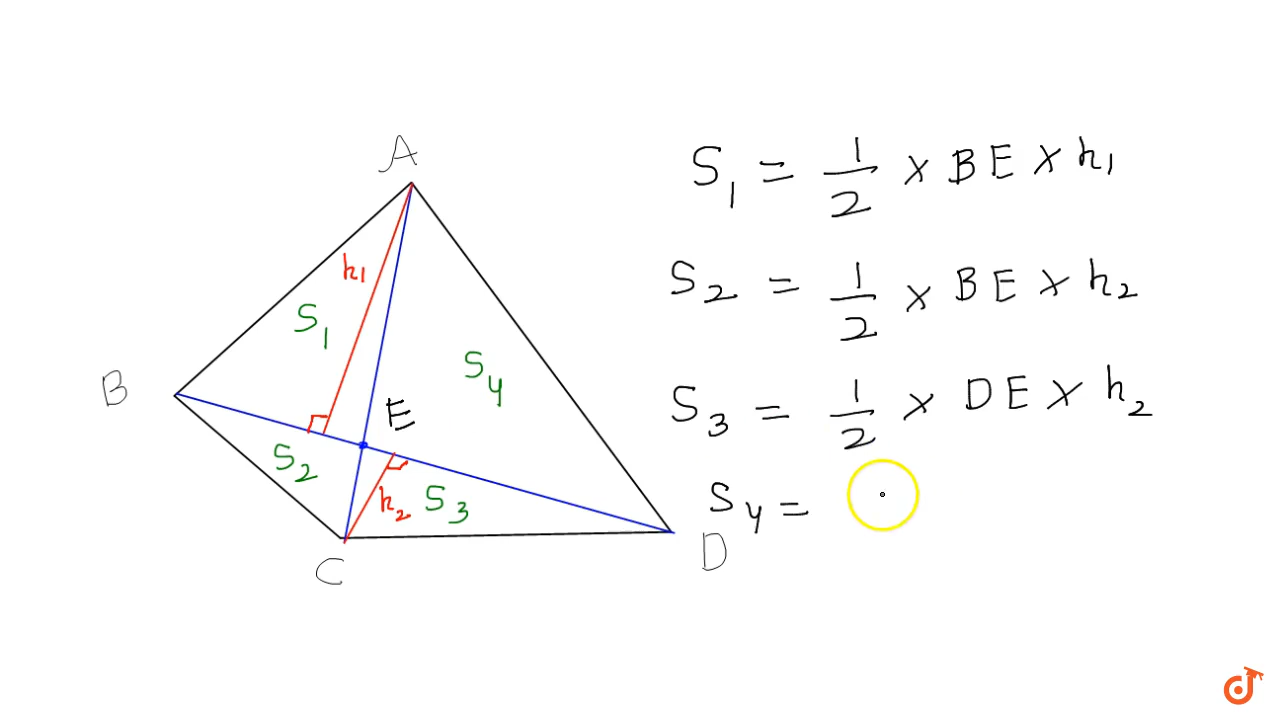 A
B
C
D
E
h1
S1
S2
S3
S4
h2
S1 = 1/2 × BE × h1
S2 = 1/2 × BE × h2
S3 = 1/2 × DE × h2
S4 =